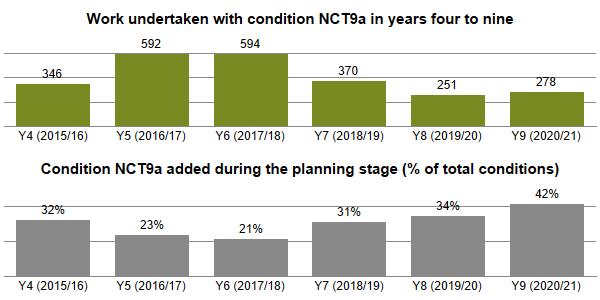 Work undertaken with condition NCT9a in years four to nine
346 592 594 370 251 278
Y4 (2015/16) Y5 (2016/17) Y6 (2017/18) Y7 (2018/19) Y8 (2019/20) Y9 (2020/21)
Condition NCT9a added during the planning stage (% of total conditions)
32% 23% 21% 31% 34% 42%
Y4 (2015/16) Y5 (2016/17) Y6 (2017/18) Y7 (2018/19) Y8 (2019/20) Y9 (2020/21)